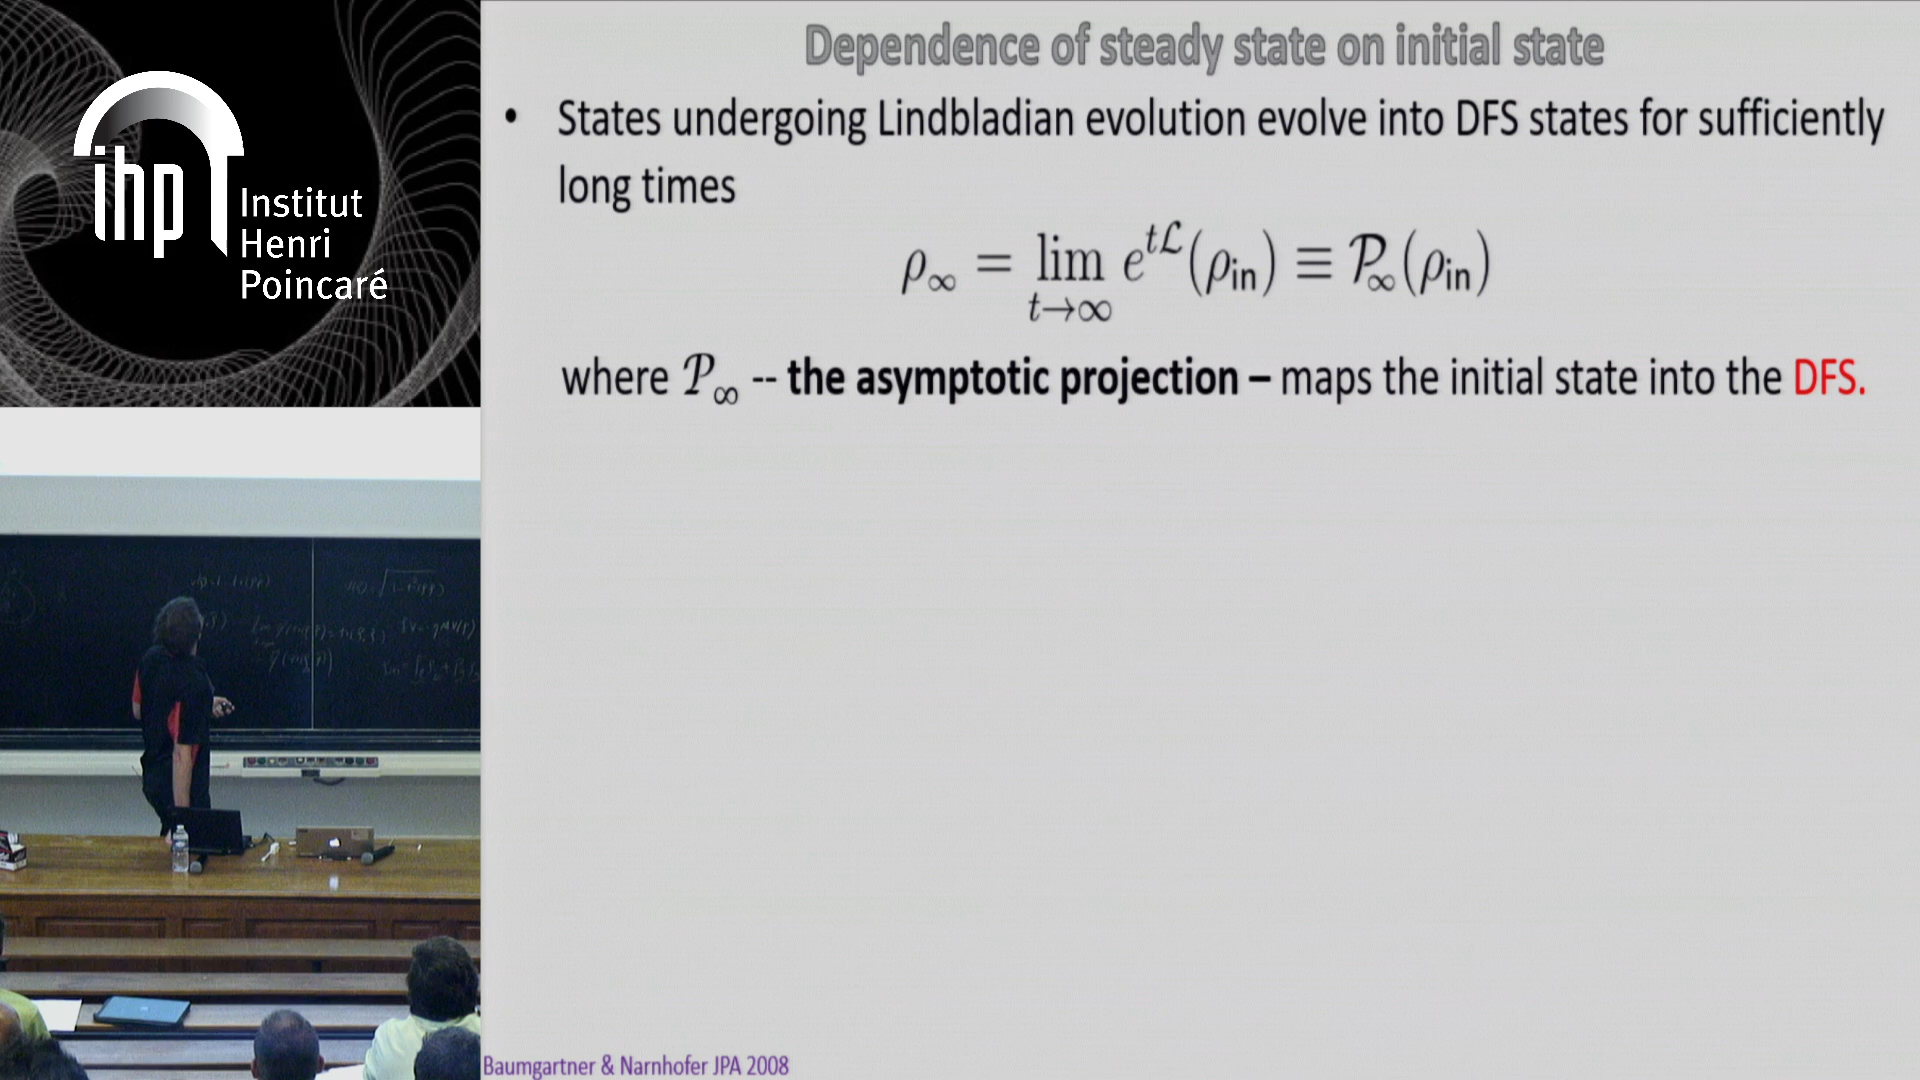 ihp
Institut
Henri
Poincaré
Dependence of steady state on initial state
• States undergoing Lindbladian evolution evolve into DFS states for sufficiently
long times
ρ∞ = lim t→∞ e^{tℒ}(ρin) ≡ 𝒫∞(ρin)
where 𝒫∞ -- the asymptotic projection – maps the initial state into the DFS.
Baumgartner & Narnhofer JPA 2008